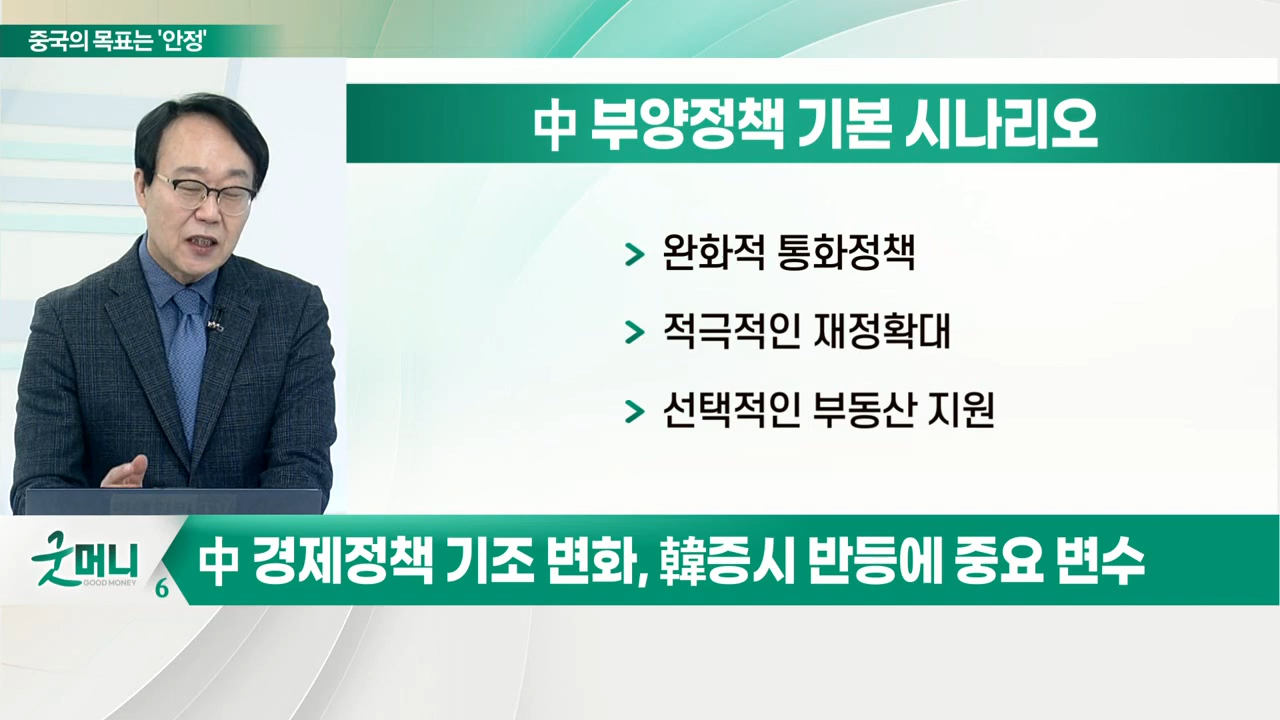 중국의 목표는 '안정'
中 부양정책 기본 시나리오
> 완화적 통화정책
> 적극적인 재정확대
> 선택적인 부동산 지원
굿머니
GOOD MONEY
6
中 경제정책 기조 변화, 韓증시 반등에 중요 변수